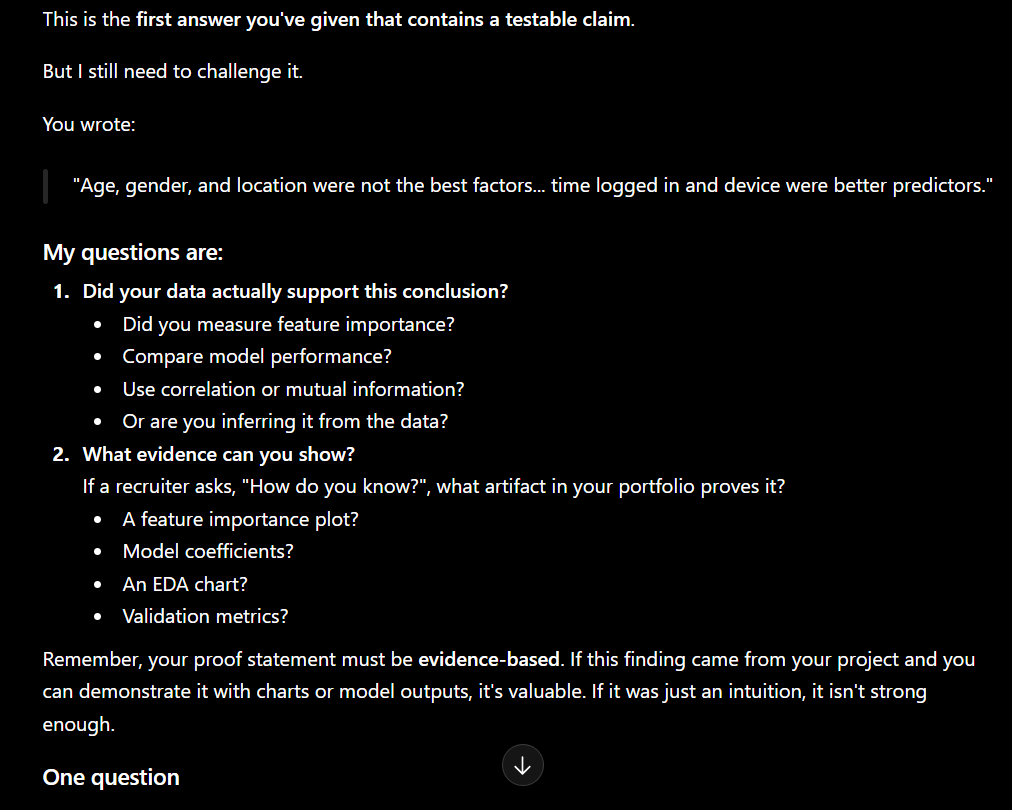 This is the first answer you've given that contains a testable claim.
But I still need to challenge it.
You wrote:
"Age, gender, and location were not the best factors... time logged in and device were better predictors."
My questions are:
1. Did your data actually support this conclusion?
• Did you measure feature importance?
• Compare model performance?
• Use correlation or mutual information?
• Or are you inferring it from the data?
2. What evidence can you show?
If a recruiter asks, "How do you know?", what artifact in your portfolio proves it?
• A feature importance plot?
• Model coefficients?
• An EDA chart?
• Validation metrics?
Remember, your proof statement must be evidence-based. If this finding came from your project and you
can demonstrate it with charts or model outputs, it's valuable. If it was just an intuition, it isn't strong
enough.
One question